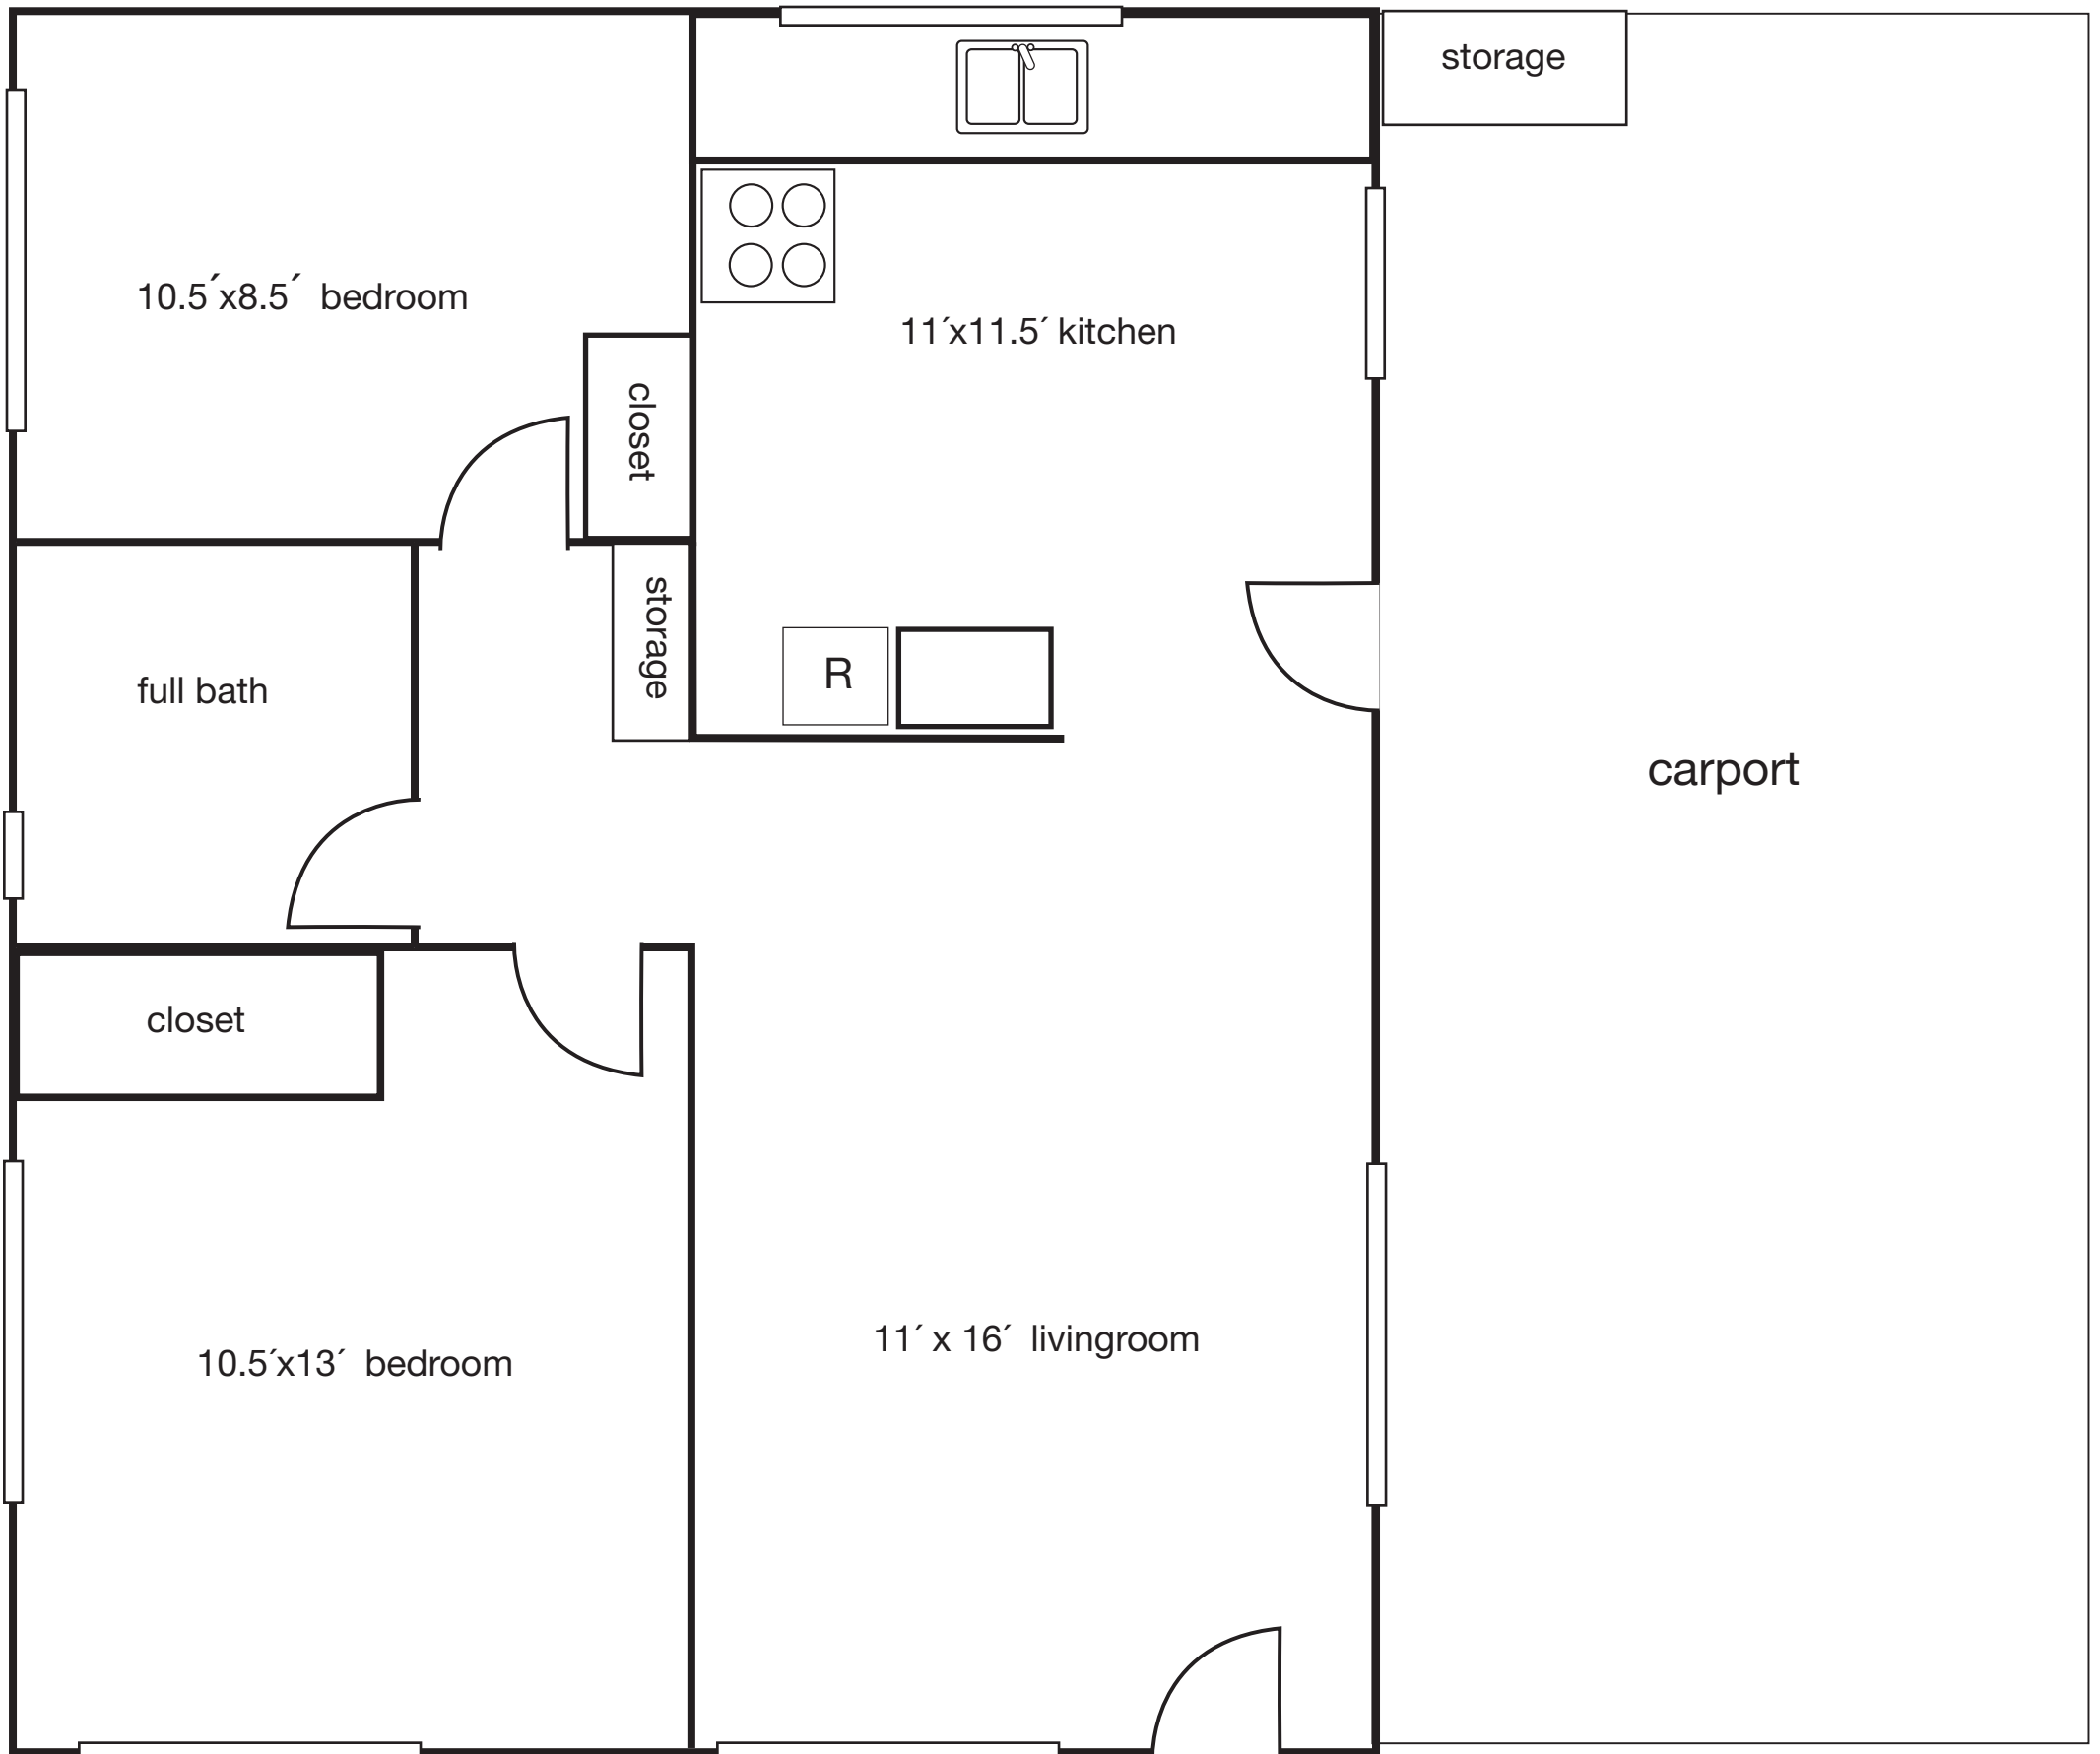 storage
10.5´x8.5´ bedroom
11´x11.5´ kitchen
closet
storage
R
full bath
carport
closet
11´ x 16´ livingroom
10.5´x13´ bedroom